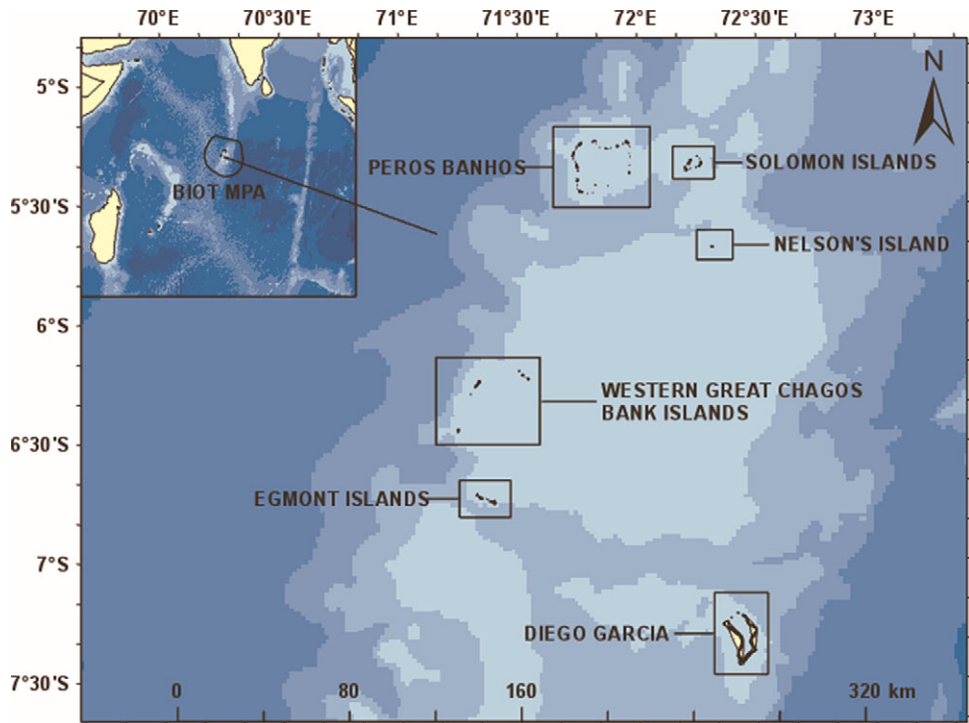 70°E 70°30'E 71°E 71°30'E 72°E 72°30'E 73°E
5°S
N
PEROS BANHOS
SOLOMON ISLANDS
BIOT MPA
5°30'S
NELSON'S ISLAND
6°S
WESTERN GREAT CHAGOS
BANK ISLANDS
6°30'S
EGMONT ISLANDS
7°S
DIEGO GARCIA
7°30'S
0 80 160 320 km